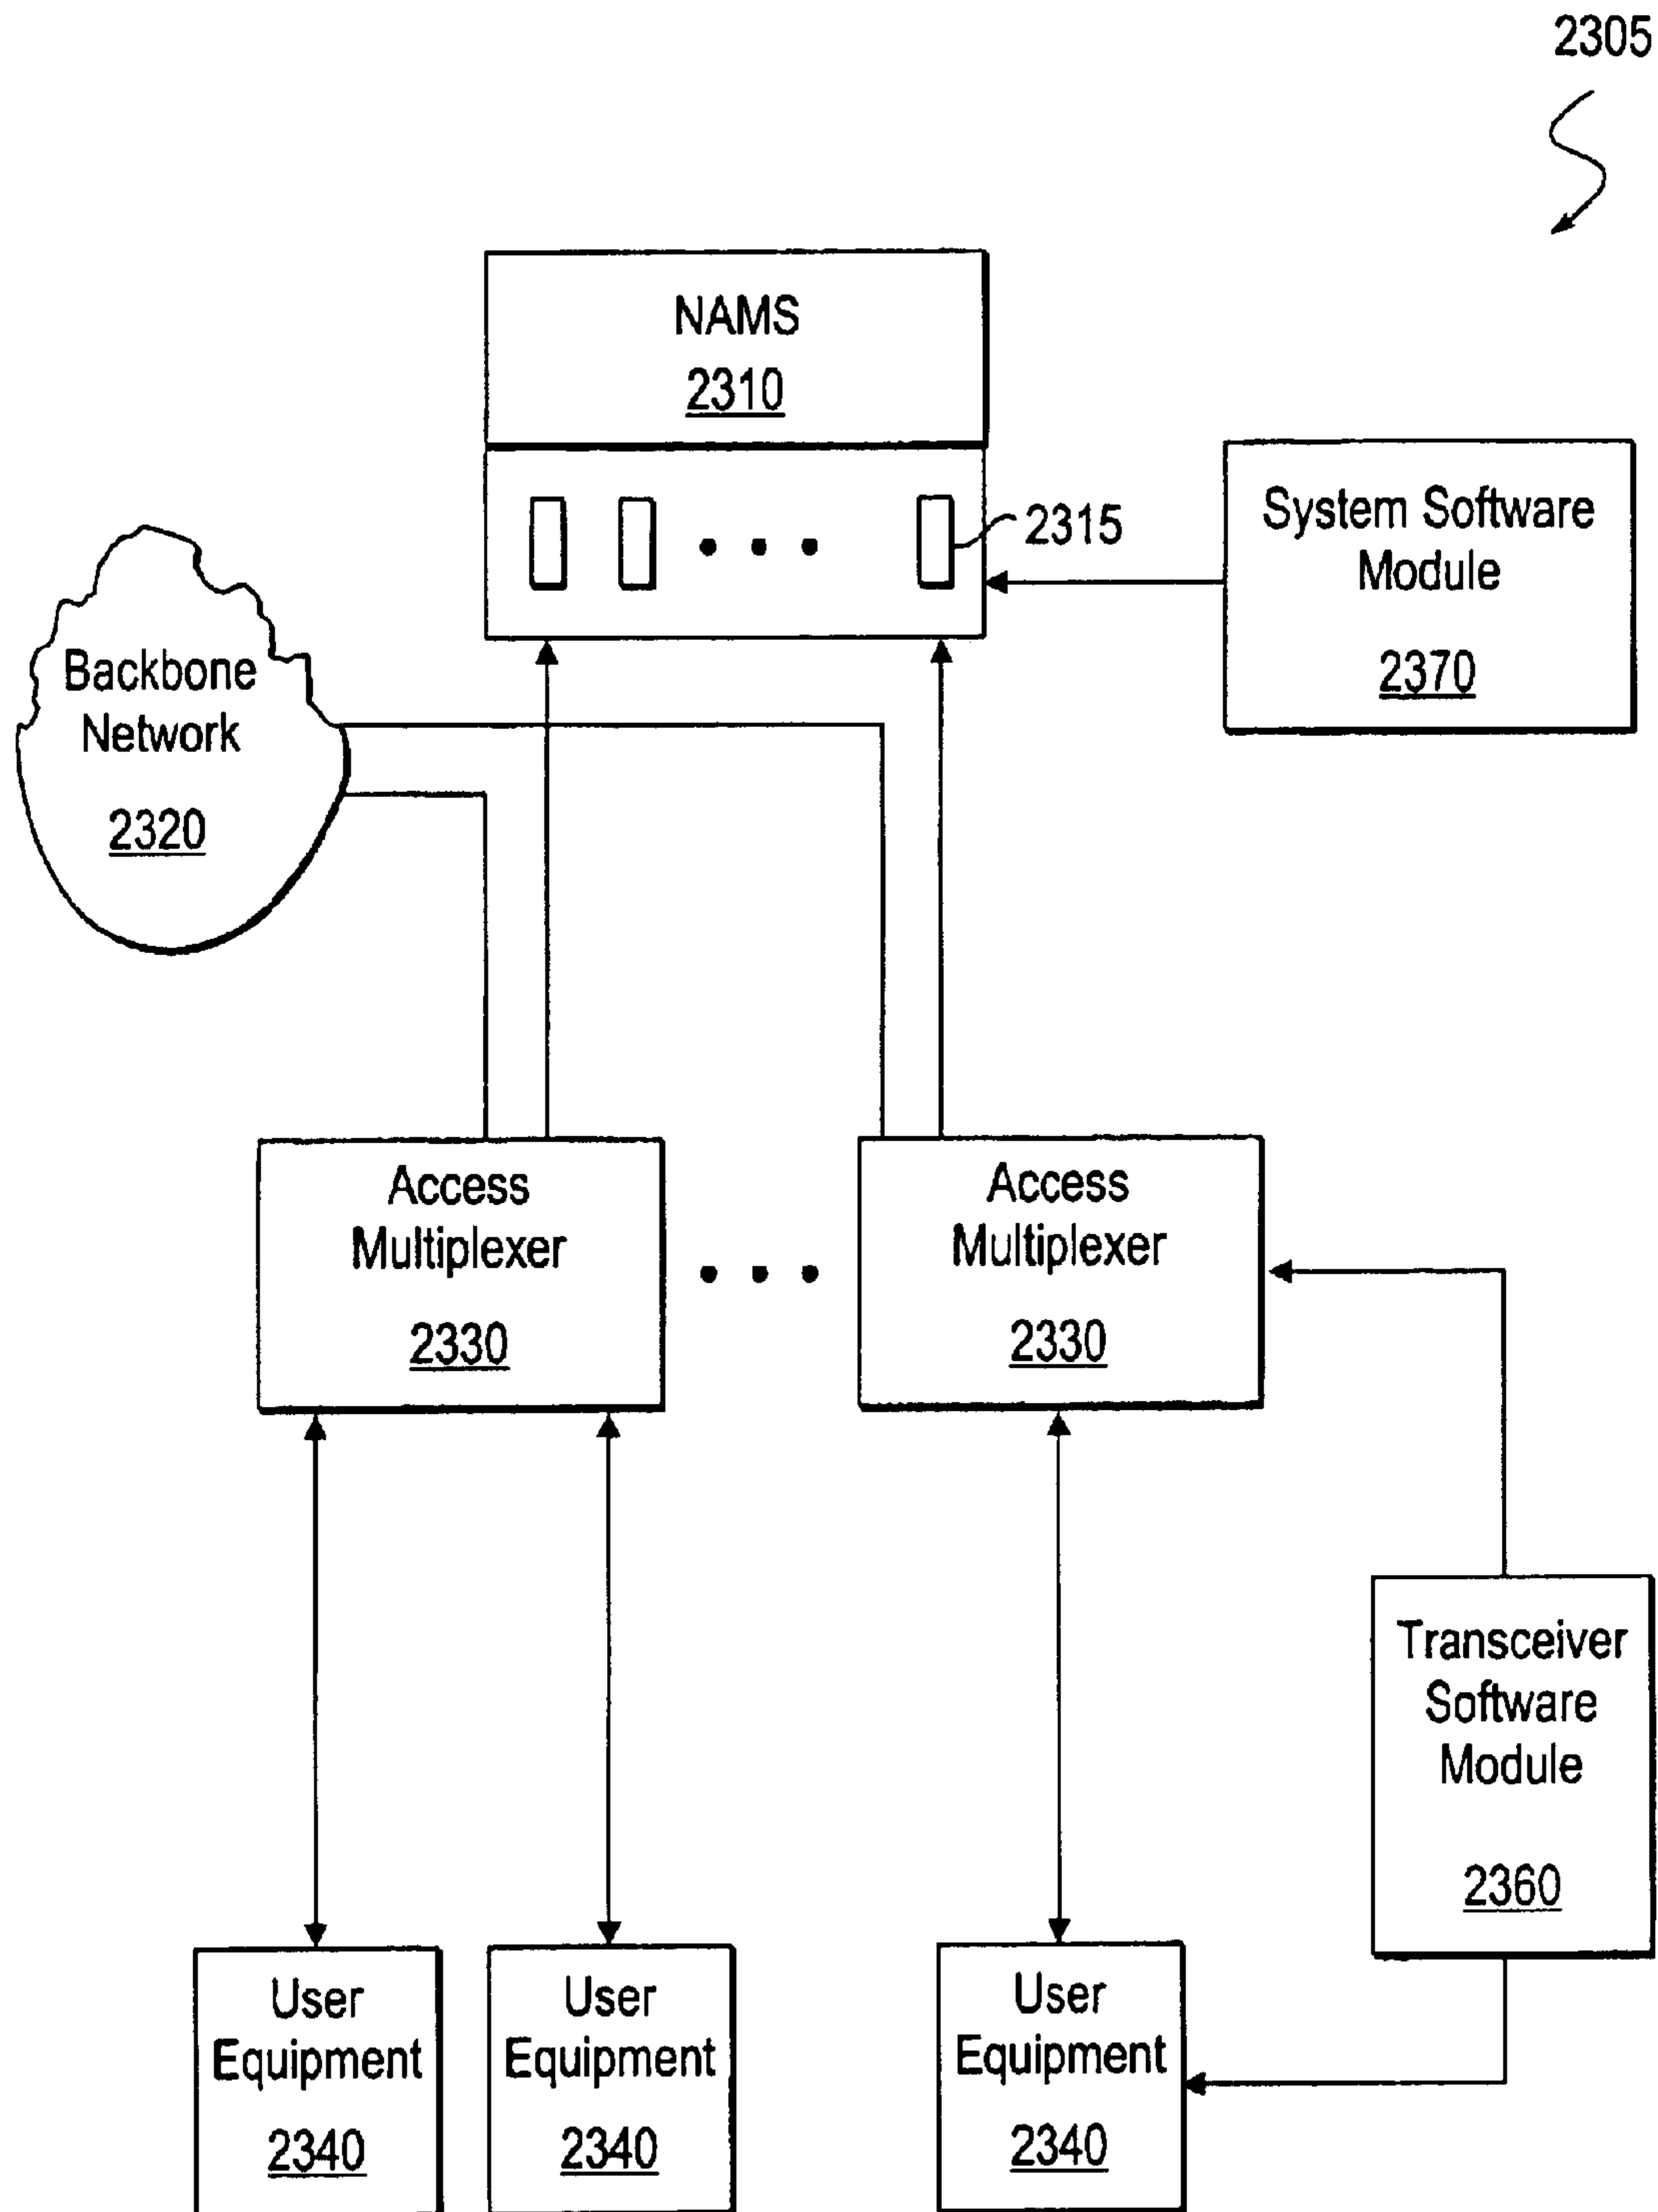 2305
NAMS
2310
2315
System Software
Module
2370
Backbone
Network
2320
Access
Multiplexer
2330
Access
Multiplexer
2330
Transceiver
Software
Module
2360
User
Equipment
2340
User
Equipment
2340
User
Equipment
2340